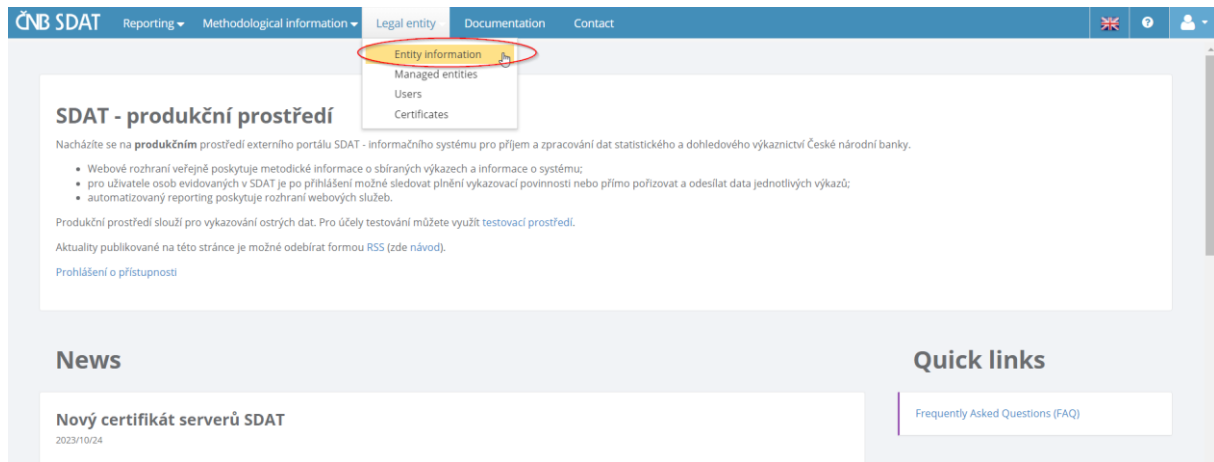 ČNB SDAT Reporting Methodological information Legal entity Documentation Contact
Entity information
Managed entities
Users
Certificates
SDAT - produkční prostředí
Nacházíte se na produkčním prostředí externího portálu SDAT - informačního systému pro příjem a zpracování dat statistického a dohledového výkaznictví České národní banky.
• Webové rozhraní veřejně poskytuje metodické informace o sbíraných výkazech a informace o systému;
• pro uživatele osob evidovaných v SDAT je po přihlášení možné sledovat plnění vykazovací povinnosti nebo přímo pořizovat a odesílat data jednotlivých výkazů;
• automatizovaný reporting poskytuje rozhraní webových služeb.
Produkční prostředí slouží pro vykazování ostrých dat. Pro účely testování můžete využít testovací prostředí.
Aktuality publikované na této stránce je možné odebírat formou RSS (zde návod).
Prohlášení o přístupnosti
News
Quick links
Nový certifikát serverů SDAT
2023/10/24
Frequently Asked Questions (FAQ)